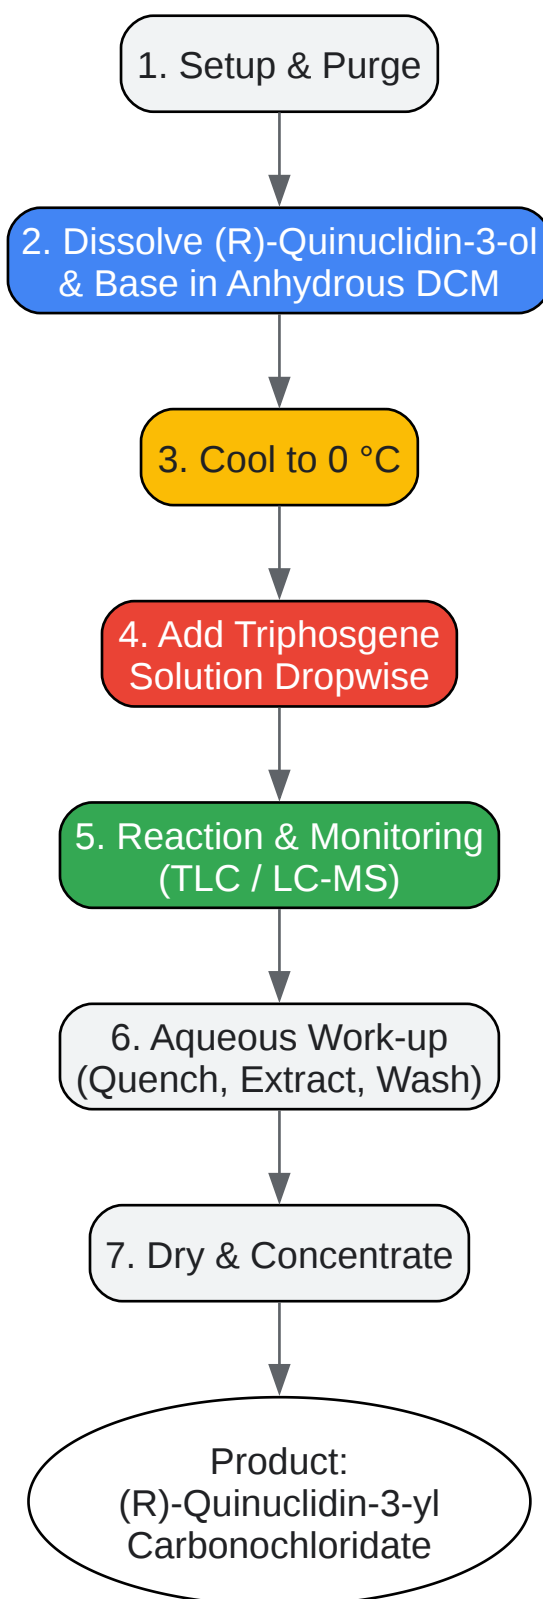 1. Setup & Purge
2. Dissolve (R)-Quinuclidin-3-ol
& Base in Anhydrous DCM
3. Cool to 0 °C
4. Add Triphosgene
Solution Dropwise
5. Reaction & Monitoring
(TLC / LC-MS)
6. Aqueous Work-up
(Quench, Extract, Wash)
7. Dry & Concentrate
Product:
(R)-Quinuclidin-3-yl
Carbonochloridate